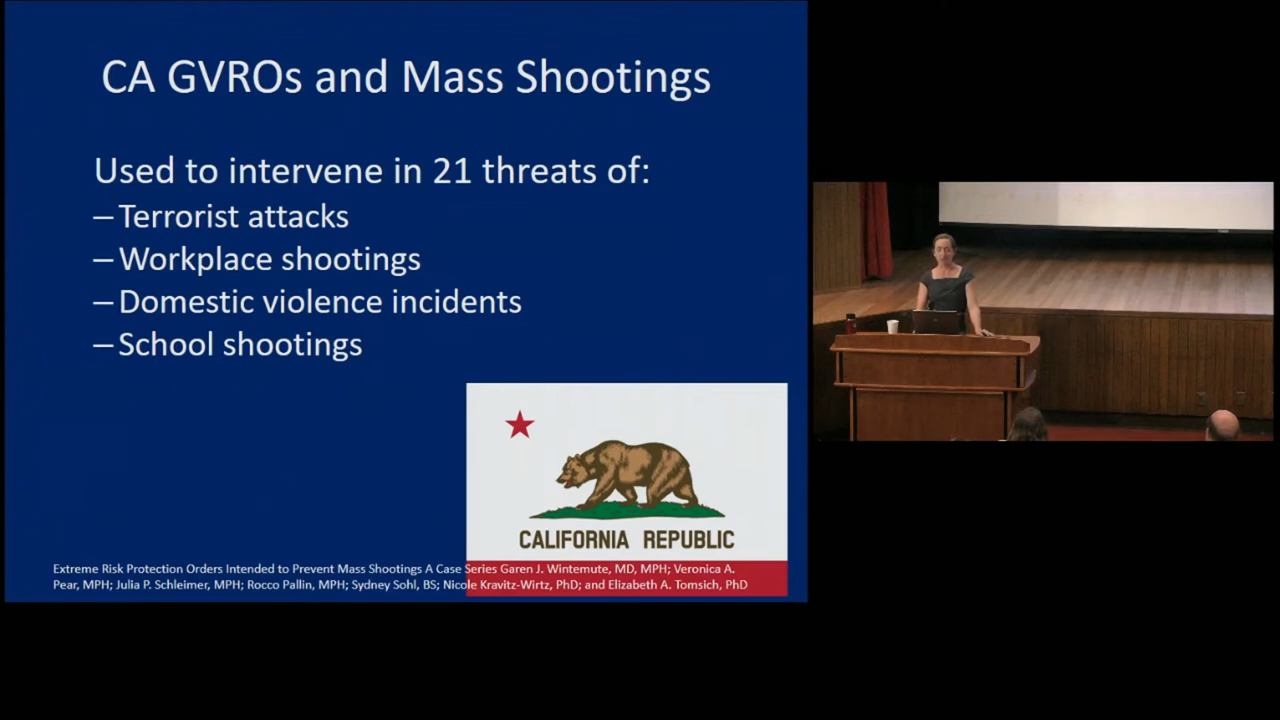 CA GVROs and Mass Shootings
Used to intervene in 21 threats of:
–Terrorist attacks
–Workplace shootings
–Domestic violence incidents
–School shootings
CALIFORNIA REPUBLIC
Extreme Risk Protection Orders Intended to Prevent Mass Shootings A Case Series Garen J. Wintemute, MD, MPH; Veronica A.
Pear, MPH; Julia P. Schleimer, MPH; Rocco Pallin, MPH; Sydney Sohl, BS; Nicole Kravitz-Wirtz, PhD; and Elizabeth A. Tomsich, PhD